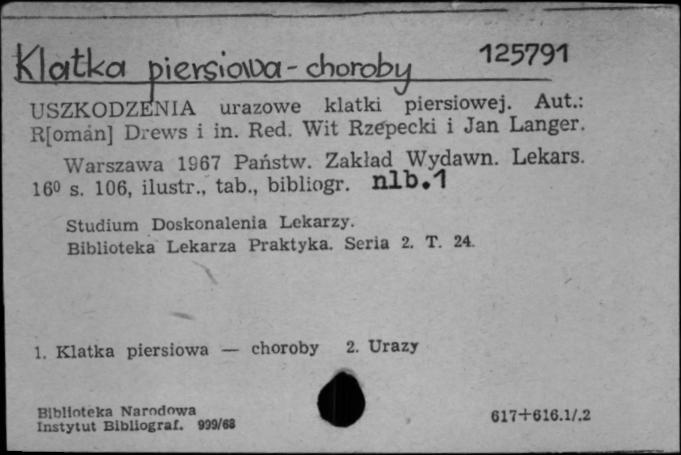 Klatka piersiowa - choroby 125791
USZKODZENIA urazowe klatki piersiowej. Aut.:
R[oman] Drews i in. Red. Wit Rzepecki i Jan Langer.
Warszawa 1967 Państw. Zakład Wydawn. Lekars.
16⁰ s. 106, ilustr., tab., bibliogr. nlb.1
Studium Doskonalenia Lekarzy.
Biblioteka Lekarza Praktyka. Seria 2. T. 24.
1. Klatka piersiowa — choroby 2. Urazy
Biblioteka Narodowa
Instytut Bibliograf. 999/68
617+616.1/.2